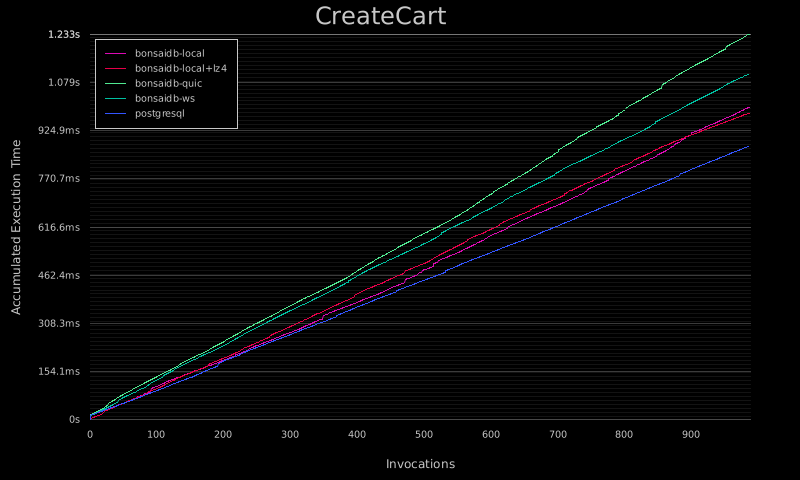 CreateCart
1.233s
bonsaidb-local
bonsaidb-local+lz4
1.079s
bonsaidb-quic
bonsaidb-ws
postgresql
924.9ms
770.7ms
616.6ms
462.4ms
308.3ms
154.1ms
0s
Accumulated Execution Time
0 100 200 300 400 500 600 700 800 900
Invocations